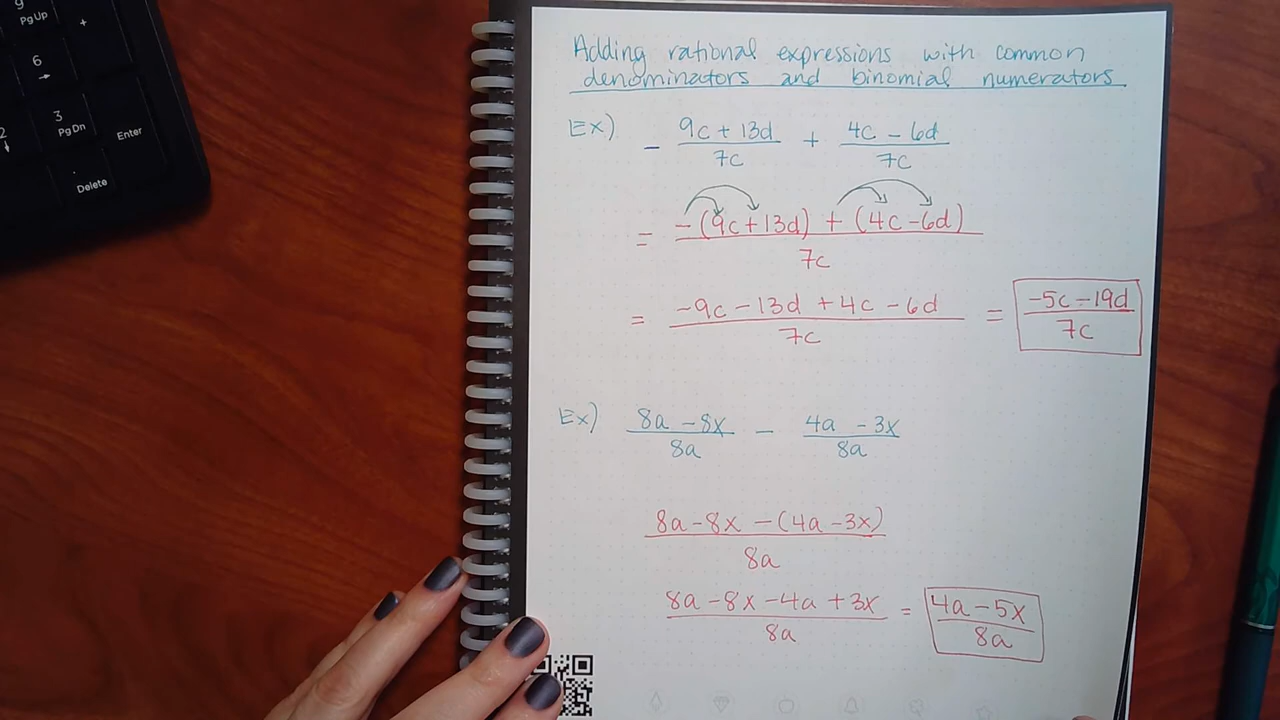 9
PgUp
+
6
→
3
PgDn
2
↓
Enter
Delete
Adding rational expressions with common
denominators and binomial numerators
Ex) - (9c + 13d)/7c + (4c - 6d)/7c
= (-(9c+13d) + (4c-6d))/7c
= (-9c - 13d + 4c - 6d)/7c = (-5c - 19d)/7c
Ex) (8a - 8x)/8a - (4a - 3x)/8a
(8a - 8x - (4a - 3x))/8a
(8a - 8x - 4a + 3x)/8a = (4a - 5x)/8a